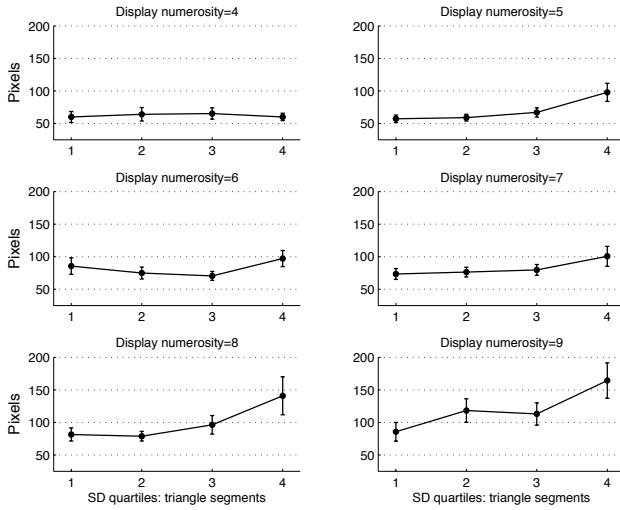 Display numerosity=4
200
150
100
50
Pixels
1 2 3 4
Display numerosity=5
200
150
100
50
1 2 3 4
Display numerosity=6
200
150
100
50
Pixels
1 2 3 4
Display numerosity=7
200
150
100
50
1 2 3 4
Display numerosity=8
200
150
100
50
Pixels
1 2 3 4
SD quartiles: triangle segments
Display numerosity=9
200
150
100
50
1 2 3 4
SD quartiles: triangle segments